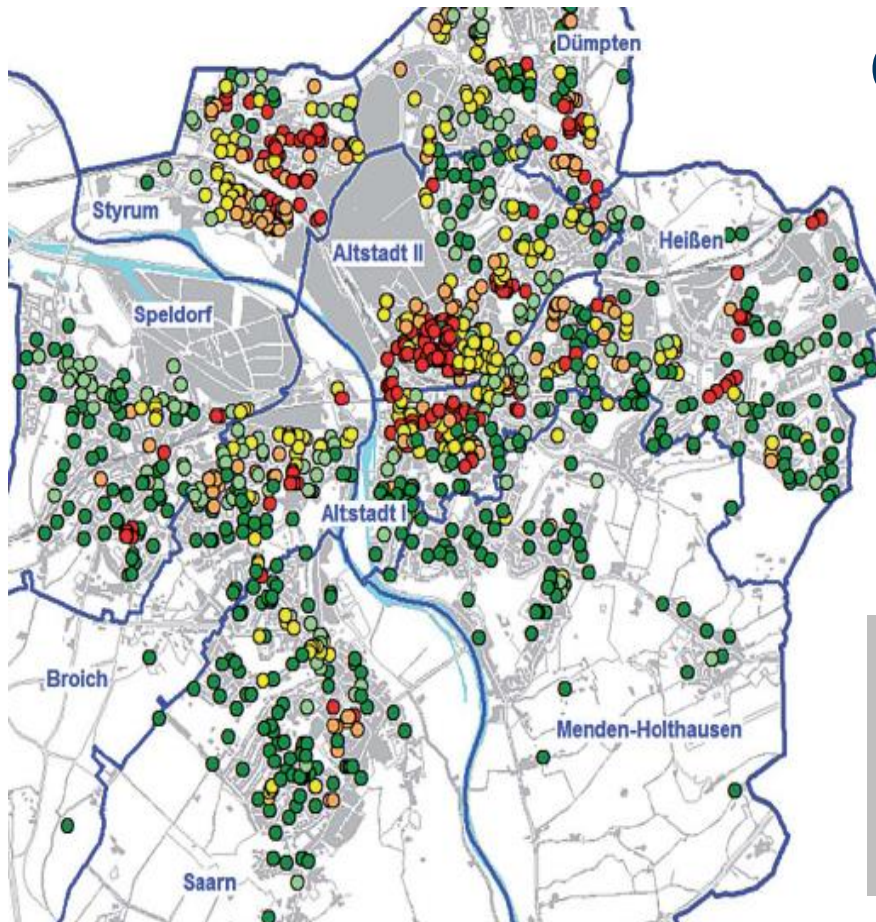 Dümpten
Styrum
Altstadt II
Heißen
Speldorf
Altstadt I
Broich
Menden-Holthausen
Saarn